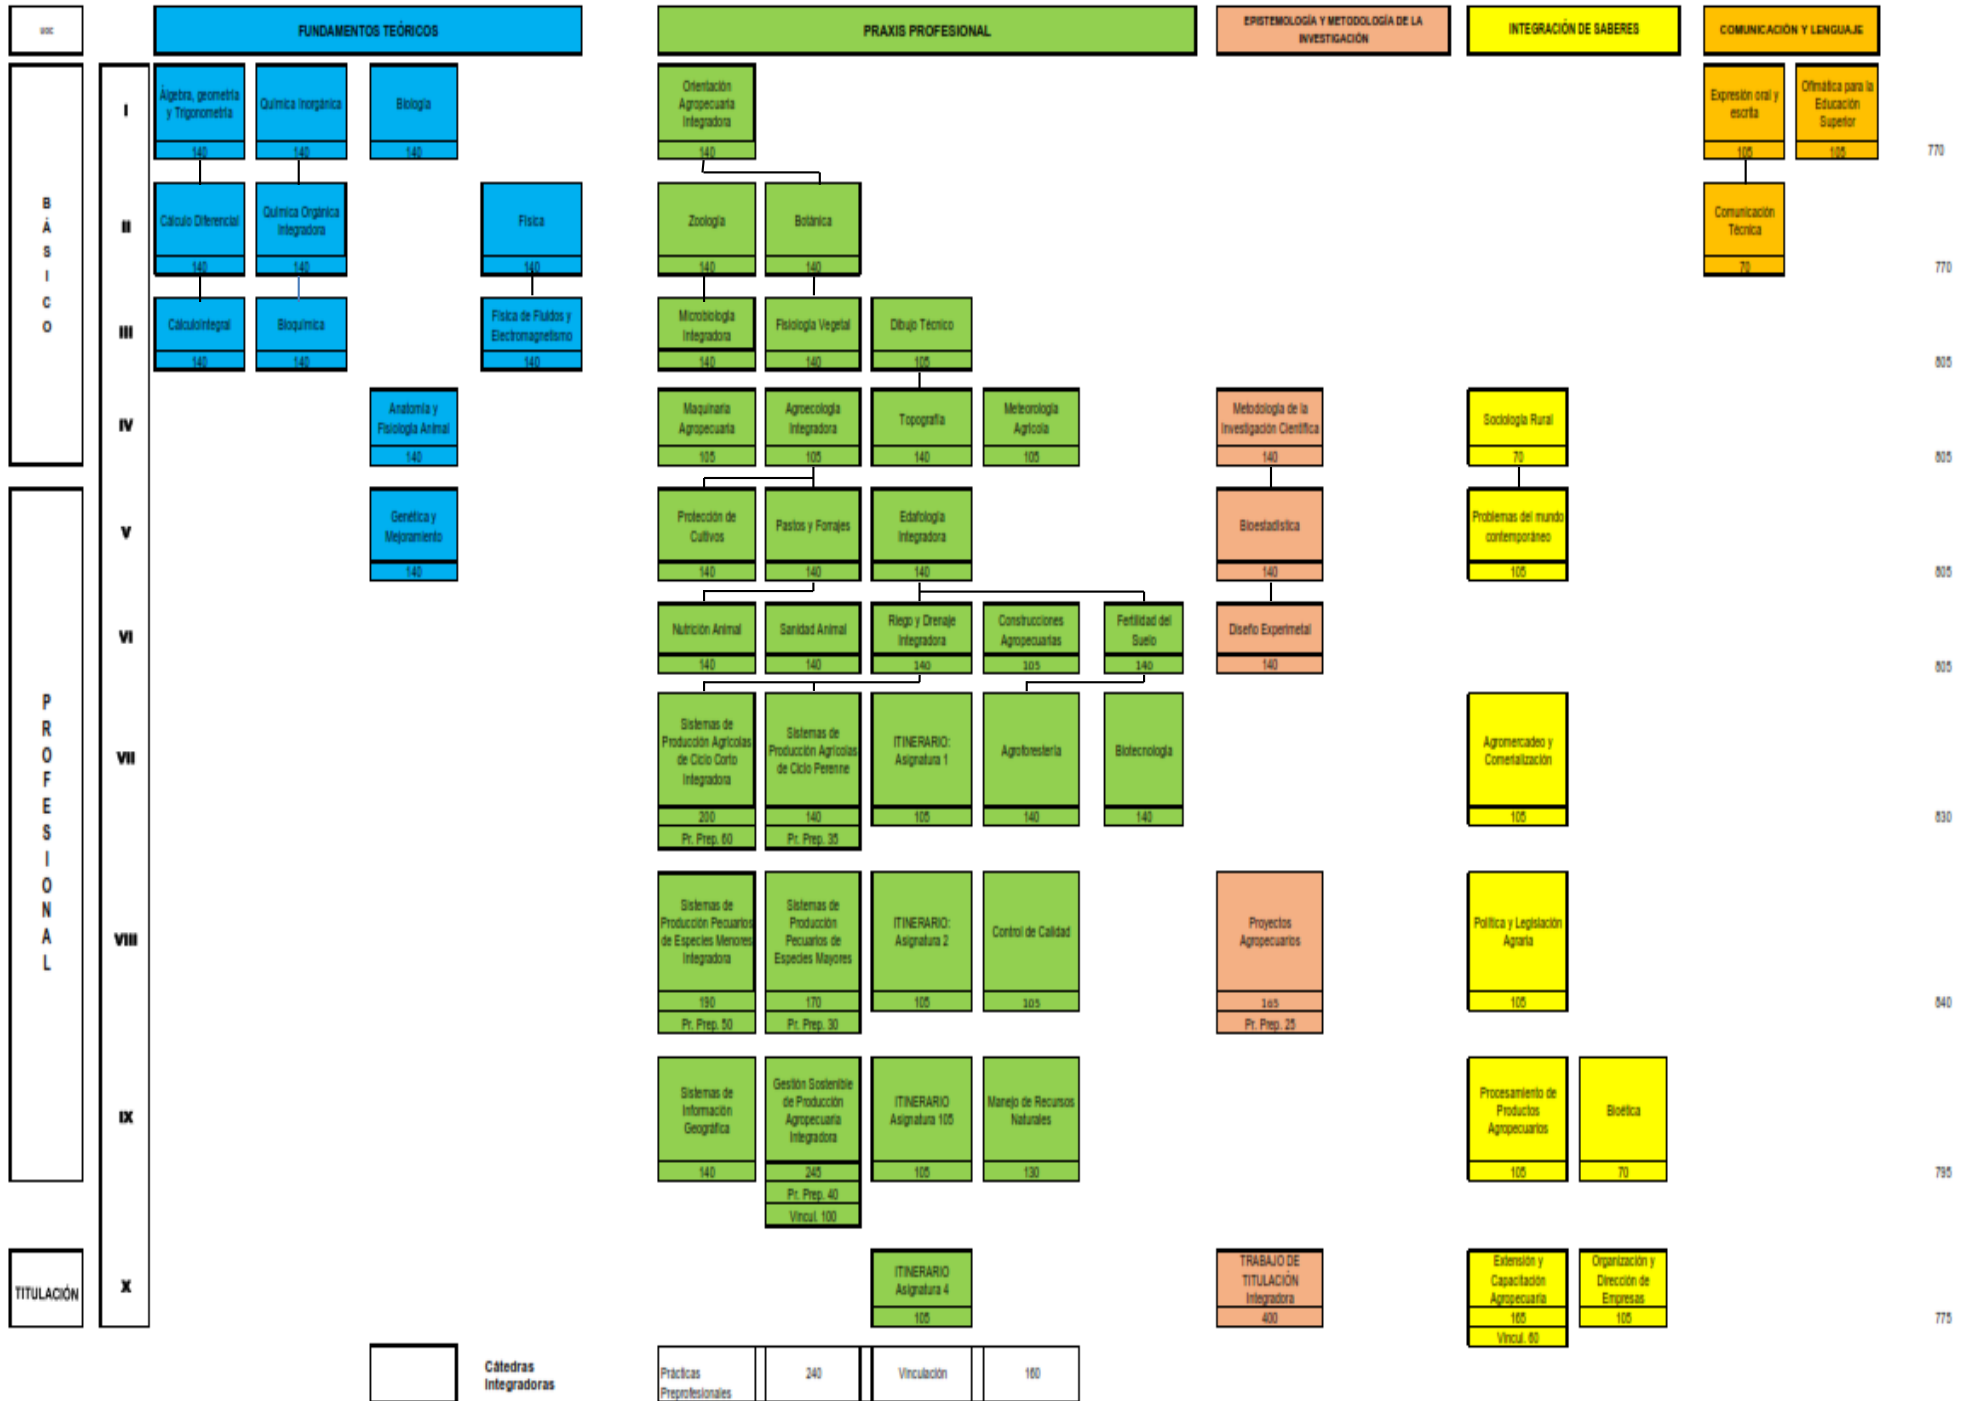 UOC
FUNDAMENTOS TEÓRICOS
PRAXIS PROFESIONAL
EPISTEMOLOGÍA Y METODOLOGÍA DE LA
INVESTIGACIÓN
INTEGRACIÓN DE SABERES
COMUNICACIÓN Y LENGUAJE
BÁSICO
I
Álgebra, geometría
y Trigonometría
140
Química Inorgánica
140
Biología
140
Orientación
Agropecuaria
Integradora
140
Expresión oral y
escrita
105
Ofimática para la
Educación
Superior
105
770
II
Cálculo Diferencial
140
Química Orgánica
Integradora
140
Física
140
Zoología
140
Botánica
140
Comunicación
Técnica
70
770
III
CálculoIntegral
140
Bioquímica
140
Física de Fluidos y
Electromagnetismo
140
Microbiología
Integradora
140
Fisiología Vegetal
140
Dibujo Técnico
105
805
IV
Anatomía y
Fisiología Animal
140
Maquinaria
Agropecuaria
105
Agroecología
Integradora
105
Topografía
140
Meteorología
Agrícola
105
Metodología de la
Investigación Científica
140
Sociología Rural
70
805
PROFESIONAL
V
Genética y
Mejoramiento
140
Protección de
Cultivos
140
Pastos y Forrajes
140
Edafología
Integradora
140
Bioestadística
140
Problemas del mundo
contemporáneo
105
805
VI
Nutrición Animal
140
Sanidad Animal
140
Riego y Drenaje
Integradora
140
Construcciones
Agropecuarias
105
Fertilidad del
Suelo
140
Diseño Experimetal
140
805
VII
Sistemas de
Producción Agrícolas
de Ciclo Corto
Integradora
200
Pr. Prep. 60
Sistemas de
Producción Agrícolas
de Ciclo Perenne
140
Pr. Prep. 35
ITINERARIO:
Asignatura 1
105
Agroforestería
140
Biotecnología
140
Agromercadeo y
Comerialización
105
830
VIII
Sistemas de
Producción Pecuarios
de Especies Menores
Integradora
190
Pr. Prep. 50
Sistemas de
Producción
Pecuarios de
Especies Mayores
170
Pr. Prep. 30
ITINERARIO:
Asignatura 2
105
Control de Calidad
105
Proyectos
Agropecuarios
165
Pr. Prep. 25
Política y Legislación
Agraria
105
840
IX
Sistemas de
Información
Geográfica
140
Gestión Sostenible
de Producción
Agropecuaria
Integradora
245
Pr. Prep. 40
Vincul. 100
ITINERARIO
Asignatura 105
105
Manejo de Recursos
Naturales
130
Procesamiento de
Productos
Agropecuarios
105
Bioética
70
795
TITULACIÓN
X
ITINERARIO
Asignatura 4
105
TRABAJO DE
TITULACIÓN
Integradora
400
Extensión y
Capacitación
Agropecuaria
165
Vincul. 60
Organización y
Dirección de
Empresas
105
775
Cátedras
Integradoras
Prácticas
Preprofesionales
240
Vinculación
160